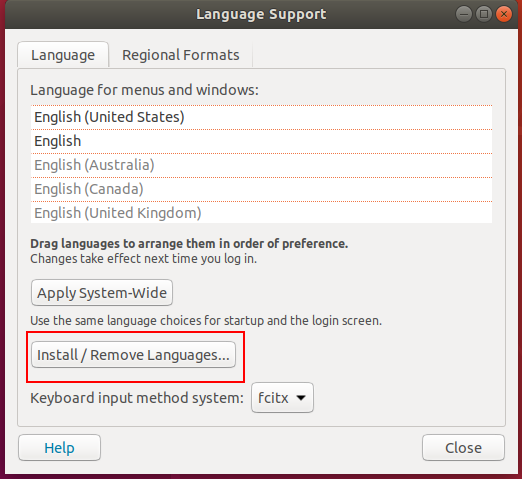 Language Support
Language Regional Formats
Language for menus and windows:
English (United States)
English
English (Australia)
English (Canada)
English (United Kingdom)
Drag languages to arrange them in order of preference.
Changes take effect next time you log in.
Apply System-Wide
Use the same language choices for startup and the login screen.
Install / Remove Languages...
Keyboard input method system: fcitx
Help Close